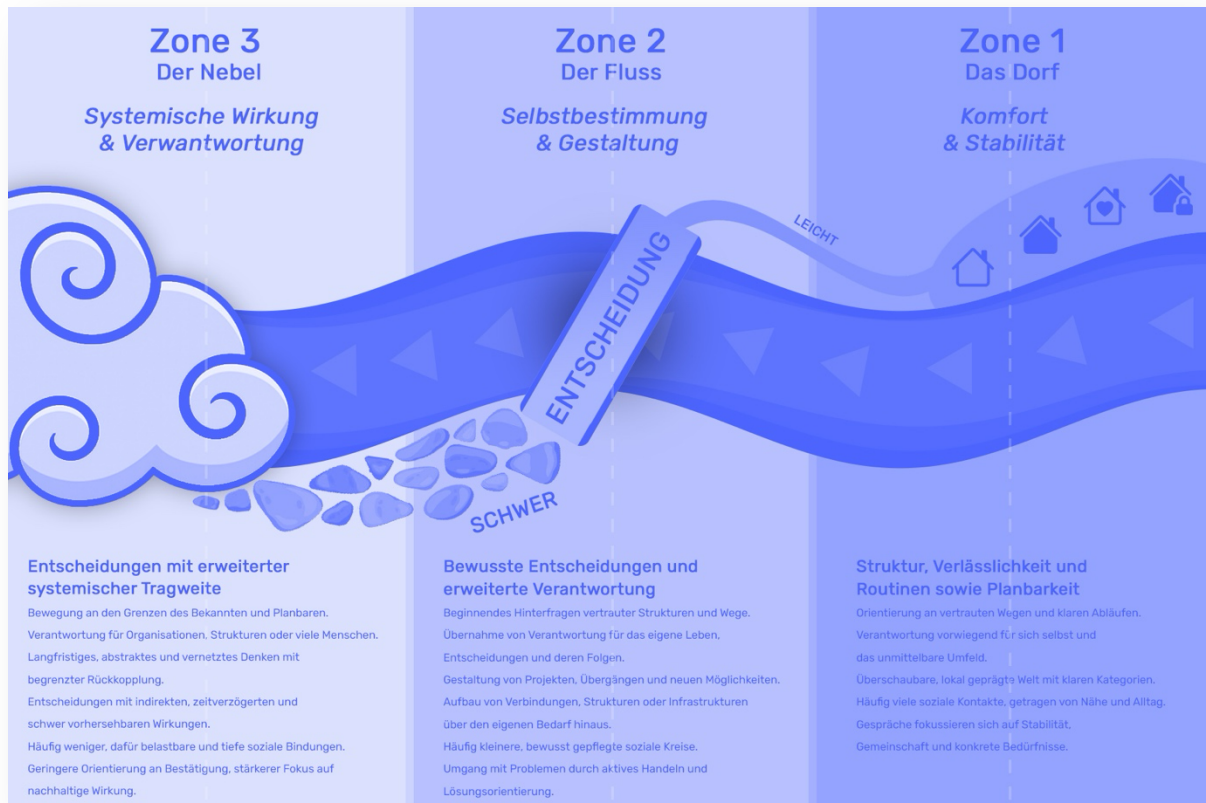 Zone 3
Der Nebel
Systemische Wirkung
& Verwantwortung
Zone 2
Der Fluss
Selbstbestimmung
& Gestaltung
Zone 1
Das Dorf
Komfort
& Stabilität
LEICHT
ENTSCHEIDUNG
SCHWER
Entscheidungen mit erweiterter
systemischer Tragweite
Bewegung an den Grenzen des Bekannten und Planbaren.
Verantwortung für Organisationen, Strukturen oder viele Menschen.
Langfristiges, abstraktes und vernetztes Denken mit
begrenzter Rückkopplung.
Entscheidungen mit indirekten, zeitverzögerten und
schwer vorhersehbaren Wirkungen.
Häufig weniger, dafür belastbare und tiefe soziale Bindungen.
Geringere Orientierung an Bestätigung, stärkerer Fokus auf
nachhaltige Wirkung.
Bewusste Entscheidungen und
erweiterte Verantwortung
Beginnendes Hinterfragen vertrauter Strukturen und Wege.
Übernahme von Verantwortung für das eigene Leben,
Entscheidungen und deren Folgen.
Gestaltung von Projekten, Übergängen und neuen Möglichkeiten.
Aufbau von Verbindungen, Strukturen oder Infrastrukturen
über den eigenen Bedarf hinaus.
Häufig kleinere, bewusst gepflegte soziale Kreise.
Umgang mit Problemen durch aktives Handeln und
Lösungsorientierung.
Struktur, Verlässlichkeit und
Routinen sowie Planbarkeit
Orientierung an vertrauten Wegen und klaren Abläufen.
Verantwortung vorwiegend für sich selbst und
das unmittelbare Umfeld.
Überschaubare, lokal geprägte Welt mit klaren Kategorien.
Häufig viele soziale Kontakte, getragen von Nähe und Alltag.
Gespräche fokussieren sich auf Stabilität,
Gemeinschaft und konkrete Bedürfnisse.